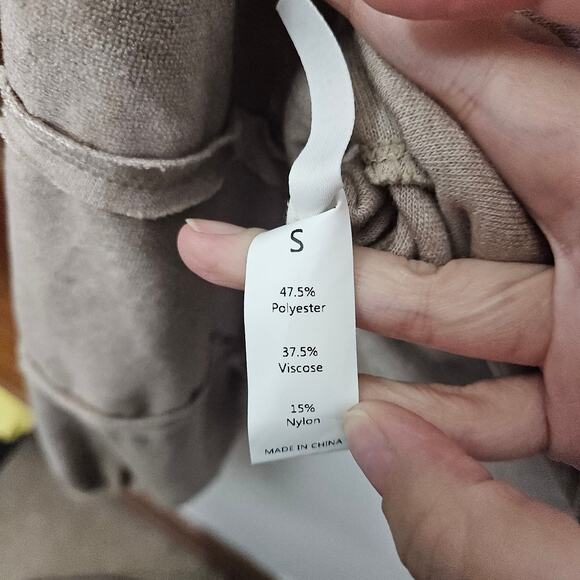 S
47.5%
Polyester
37.5%
Viscose
15%
Nylon
MADE IN CHINA